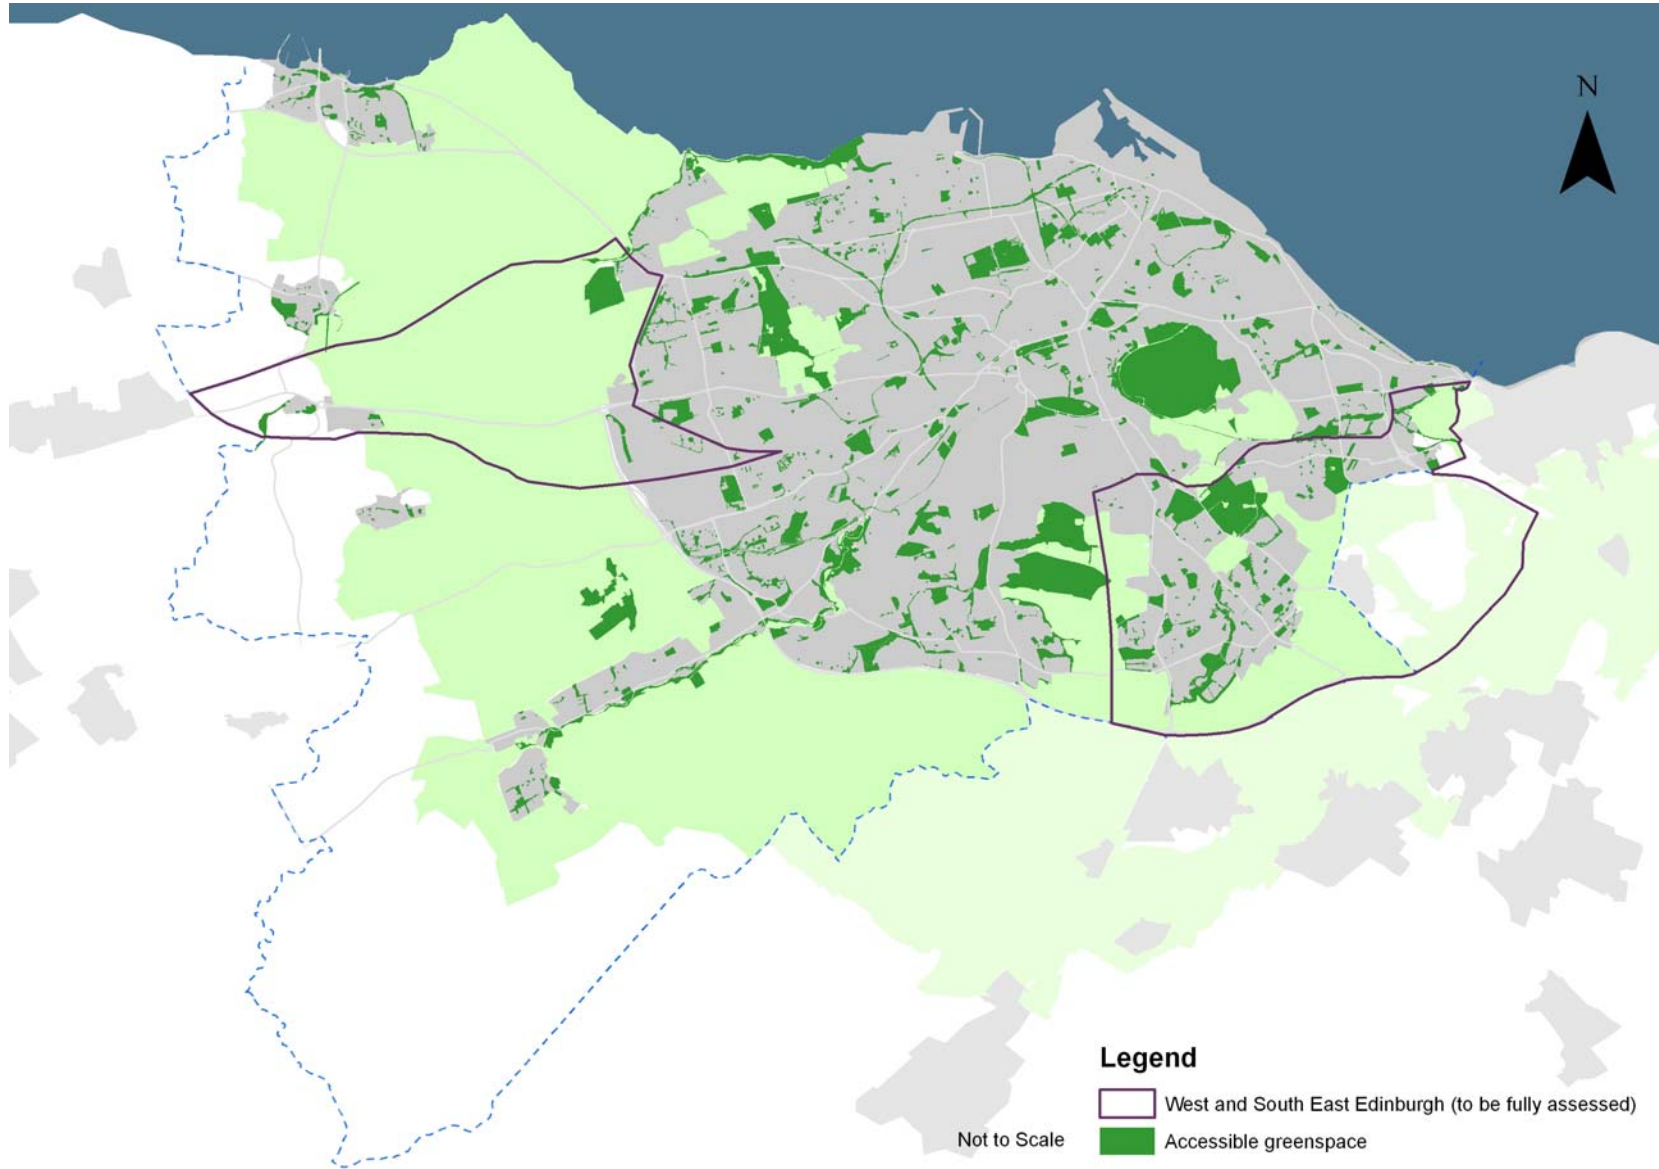 N
Legend
West and South East Edinburgh (to be fully assessed)
Not to Scale
Accessible greenspace